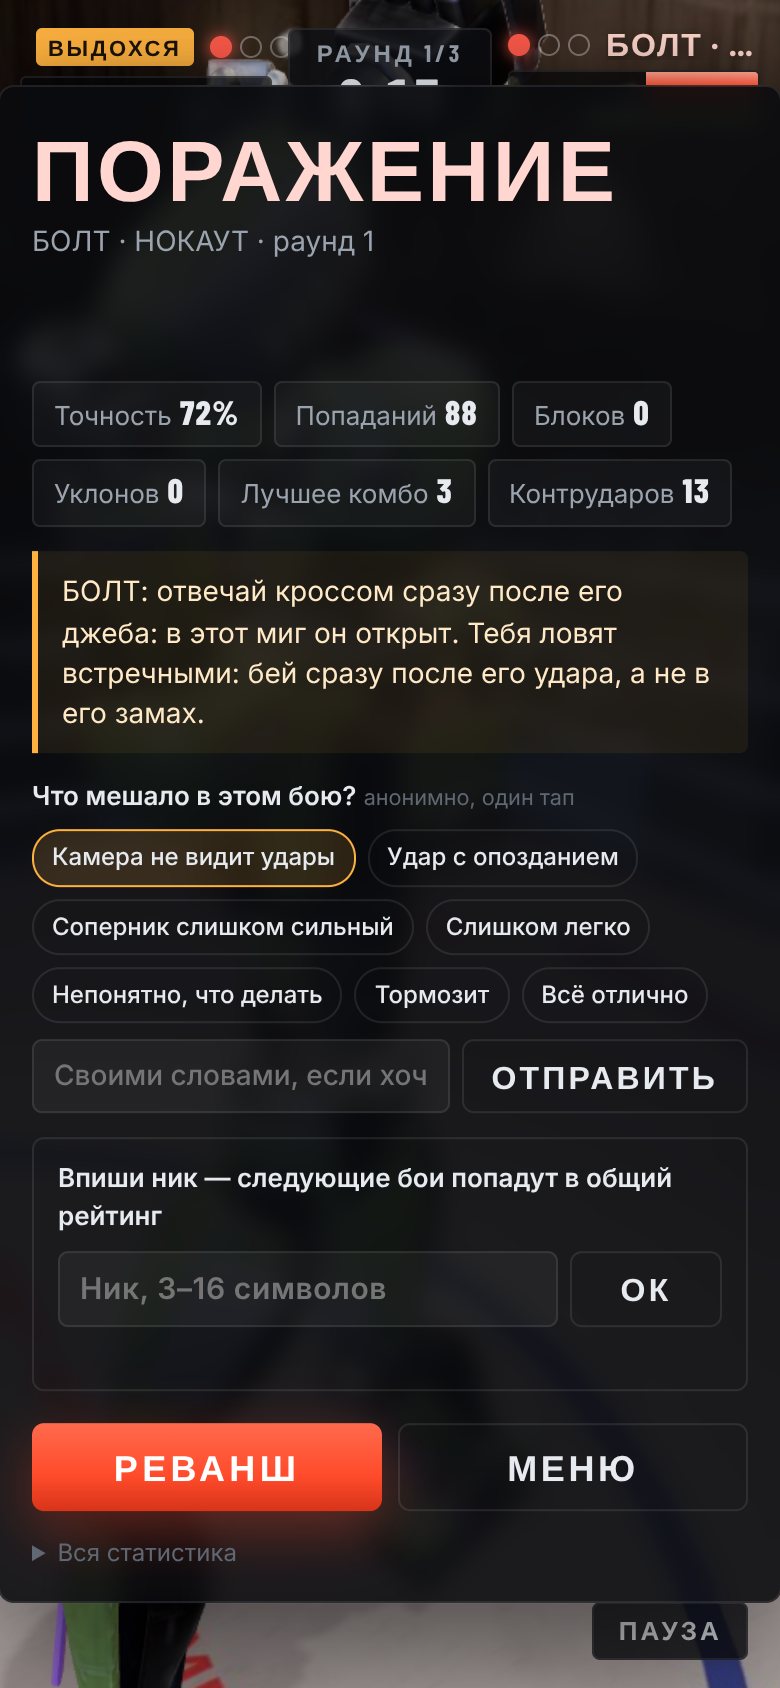 ВЫДОХСЯ
РАУНД 1/3
БОЛТ · ...
ПОРАЖЕНИЕ
БОЛТ · НОКАУТ · раунд 1
Точность 72% Попаданий 88 Блоков 0
Уклонов 0 Лучшее комбо 3 Контрударов 13
БОЛТ: отвечай кроссом сразу после его
джеба: в этот миг он открыт. Тебя ловят
встречными: бей сразу после его удара, а не в
его замах.
Что мешало в этом бою? анонимно, один тап
Камера не видит удары Удар с опозданием
Соперник слишком сильный Слишком легко
Непонятно, что делать Тормозит Всё отлично
Своими словами, если хоч ОТПРАВИТЬ
Впиши ник — следующие бои попадут в общий
рейтинг
Ник, 3–16 символов ОК
РЕВАНШ МЕНЮ
Вся статистика
ПАУЗА